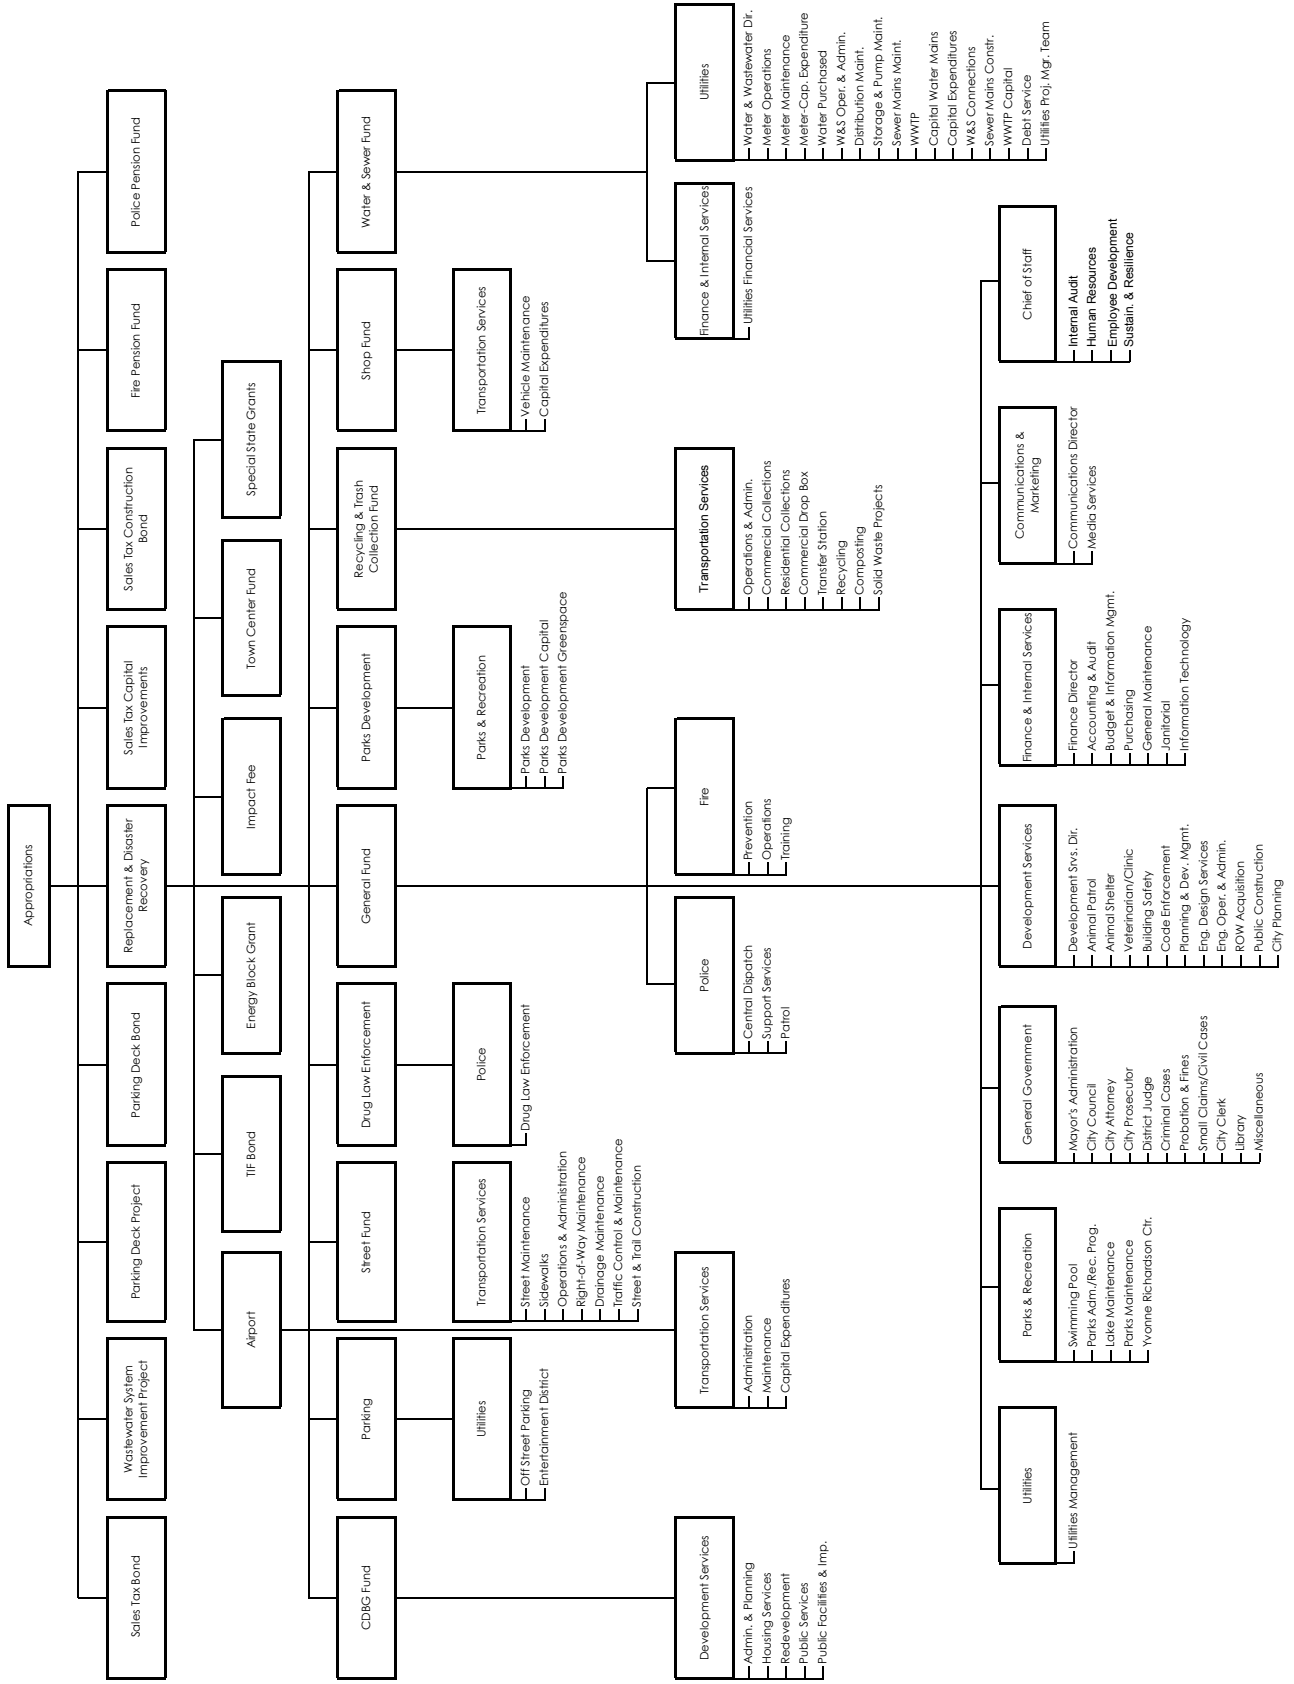 Appropriations
Sales Tax Bond
Wastewater System
Improvement Project
Parking Deck Project
Parking Deck Bond
Replacement & Disaster
Recovery
Sales Tax Capital
Improvements
Sales Tax Construction
Bond
Fire Pension Fund
Police Pension Fund
Airport
TIF Bond
Energy Block Grant
Impact Fee
Town Center Fund
Special State Grants
CDBG Fund
Parking
Street Fund
Drug Law Enforcement
General Fund
Parks Development
Recycling & Trash
Collection Fund
Shop Fund
Water & Sewer Fund
Utilities
Off Street Parking
Entertainment District
Transportation Services
Street Maintenance
Sidewalks
Operations & Administration
Right-of-Way Maintenance
Drainage Maintenance
Traffic Control & Maintenance
Street & Trail Construction
Police
Drug Law Enforcement
Parks & Recreation
Parks Development
Parks Development Capital
Parks Development Greenspace
Transportation Services
Vehicle Maintenance
Capital Expenditures
Development Services
Admin. & Planning
Housing Services
Redevelopment
Public Services
Public Facilities & Imp.
Transportation Services
Administration
Maintenance
Capital Expenditures
Police
Central Dispatch
Support Services
Patrol
Fire
Prevention
Operations
Training
Transportation Services
Operations & Admin.
Commercial Collections
Residential Collections
Commercial Drop Box
Transfer Station
Recycling
Composting
Solid Waste Projects
Finance & Internal Services
Utilities Financial Services
Utilities
Water & Wastewater Dir.
Meter Operations
Meter Maintenance
Meter-Cap. Expenditure
Water Purchased
W&S Oper. & Admin.
Distribution Maint.
Storage & Pump Maint.
Sewer Mains Maint.
WWTP
Capital Water Mains
Capital Expenditures
W&S Connections
Sewer Mains Constr.
WWTP Capital
Debt Service
Utilities Proj. Mgr. Team
Utilities
Utilities Management
Parks & Recreation
Swimming Pool
Parks Adm./Rec. Prog.
Lake Maintenance
Parks Maintenance
Yvonne Richardson Ctr.
General Government
Mayor's Administration
City Council
City Attorney
City Prosecutor
District Judge
Criminal Cases
Probation & Fines
Small Claims/Civil Cases
City Clerk
Library
Miscellaneous
Development Services
Development Srvs. Dir.
Animal Patrol
Animal Shelter
Veterinarian/Clinic
Building Safety
Code Enforcement
Planning & Dev. Mgmt.
Eng. Design Services
Eng. Oper. & Admin.
ROW Acquisition
Public Construction
City Planning
Finance & Internal Services
Finance Director
Accounting & Audit
Budget & Information Mgmt.
Purchasing
General Maintenance
Janitorial
Information Technology
Communications &
Marketing
Communications Director
Media Services
Chief of Staff
Internal Audit
Human Resources
Employee Development
Sustain. & Resilience